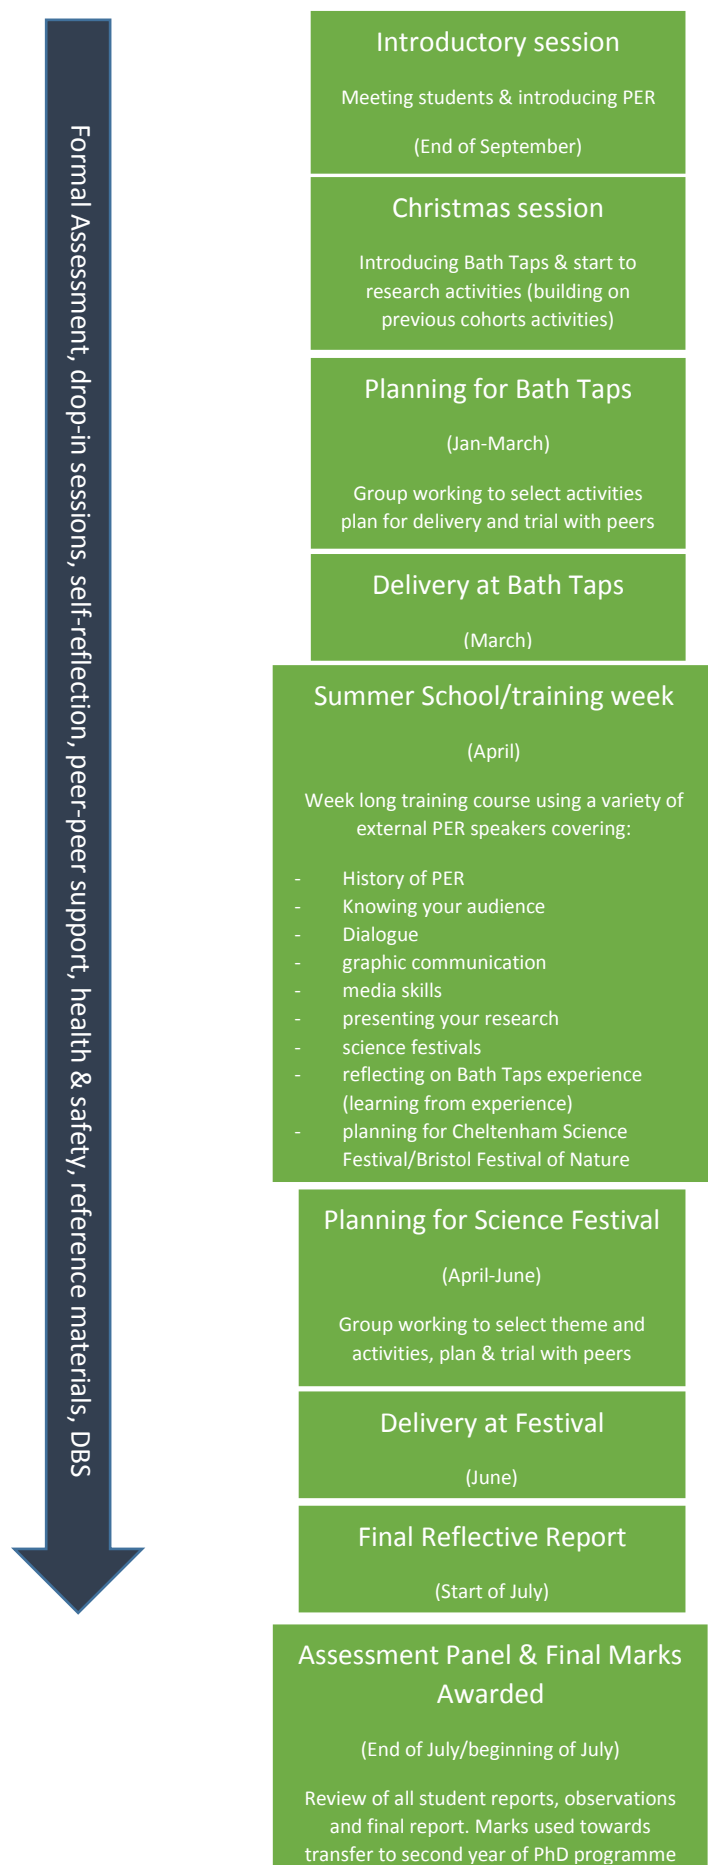 Formal Assessment, drop-in sessions, self-reflection, peer-peer support, health & safety, reference materials, DBS
Introductory session
Meeting students & introducing PER
(End of September)
Christmas session
Introducing Bath Taps & start to
research activities (building on
previous cohorts activities)
Planning for Bath Taps
(Jan-March)
Group working to select activities
plan for delivery and trial with peers
Delivery at Bath Taps
(March)
Summer School/training week
(April)
Week long training course using a variety of
external PER speakers covering:
- History of PER
- Knowing your audience
- Dialogue
- graphic communication
- media skills
- presenting your research
- science festivals
- reflecting on Bath Taps experience
(learning from experience)
- planning for Cheltenham Science
Festival/Bristol Festival of Nature
Planning for Science Festival
(April-June)
Group working to select theme and
activities, plan & trial with peers
Delivery at Festival
(June)
Final Reflective Report
(Start of July)
Assessment Panel & Final Marks
Awarded
(End of July/beginning of July)
Review of all student reports, observations
and final report. Marks used towards
transfer to second year of PhD programme